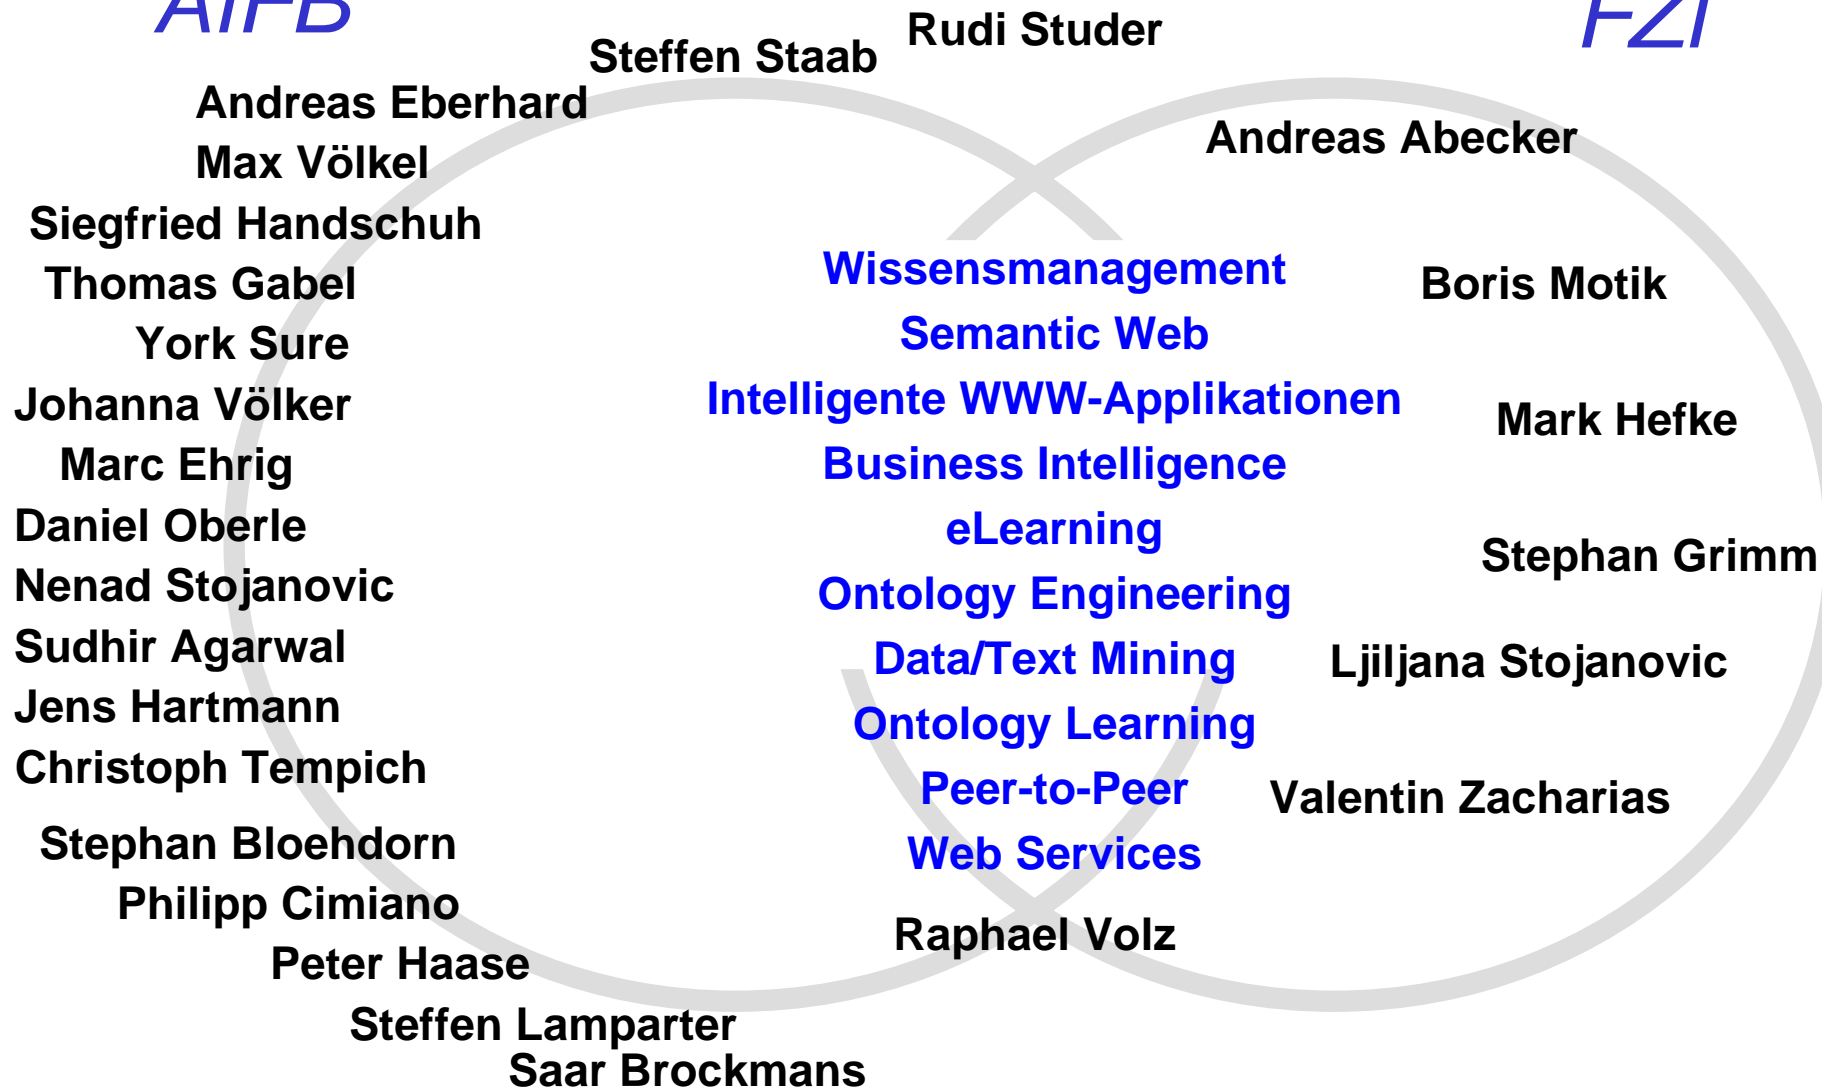 AIFB
FZI
Rudi Studer
Steffen Staab
Andreas Eberhard
Max Völkel
Siegfried Handschuh
Thomas Gabel
York Sure
Johanna Völker
Marc Ehrig
Daniel Oberle
Nenad Stojanovic
Sudhir Agarwal
Jens Hartmann
Christoph Tempich
Stephan Bloehdorn
Philipp Cimiano
Peter Haase
Steffen Lamparter
Saar Brockmans
Wissensmanagement
Semantic Web
Intelligente WWW-Applikationen
Business Intelligence
eLearning
Ontology Engineering
Data/Text Mining
Ontology Learning
Peer-to-Peer
Web Services
Raphael Volz
Andreas Abecker
Boris Motik
Mark Hefke
Stephan Grimm
Ljiljana Stojanovic
Valentin Zacharias